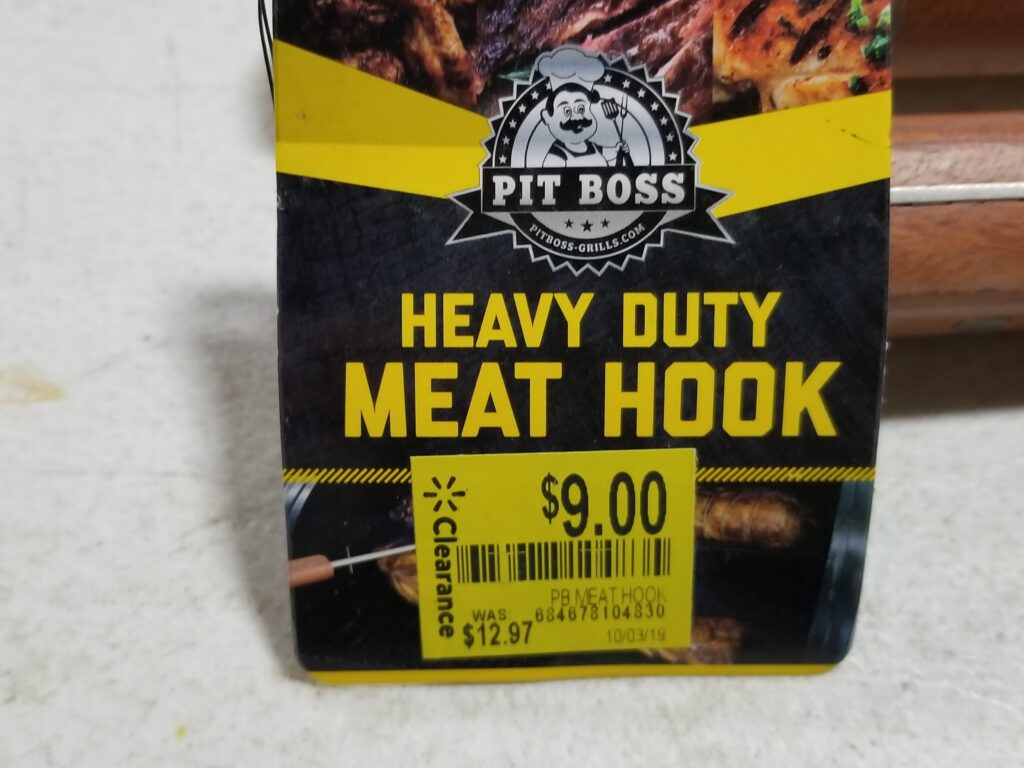 PIT BOSS
PITBOSS-GRILLS.COM
HEAVY DUTY
MEAT HOOK
Clearance
$9.00
PB MEAT HOOK
WAS: 684678104830
$12.97 10/03/19